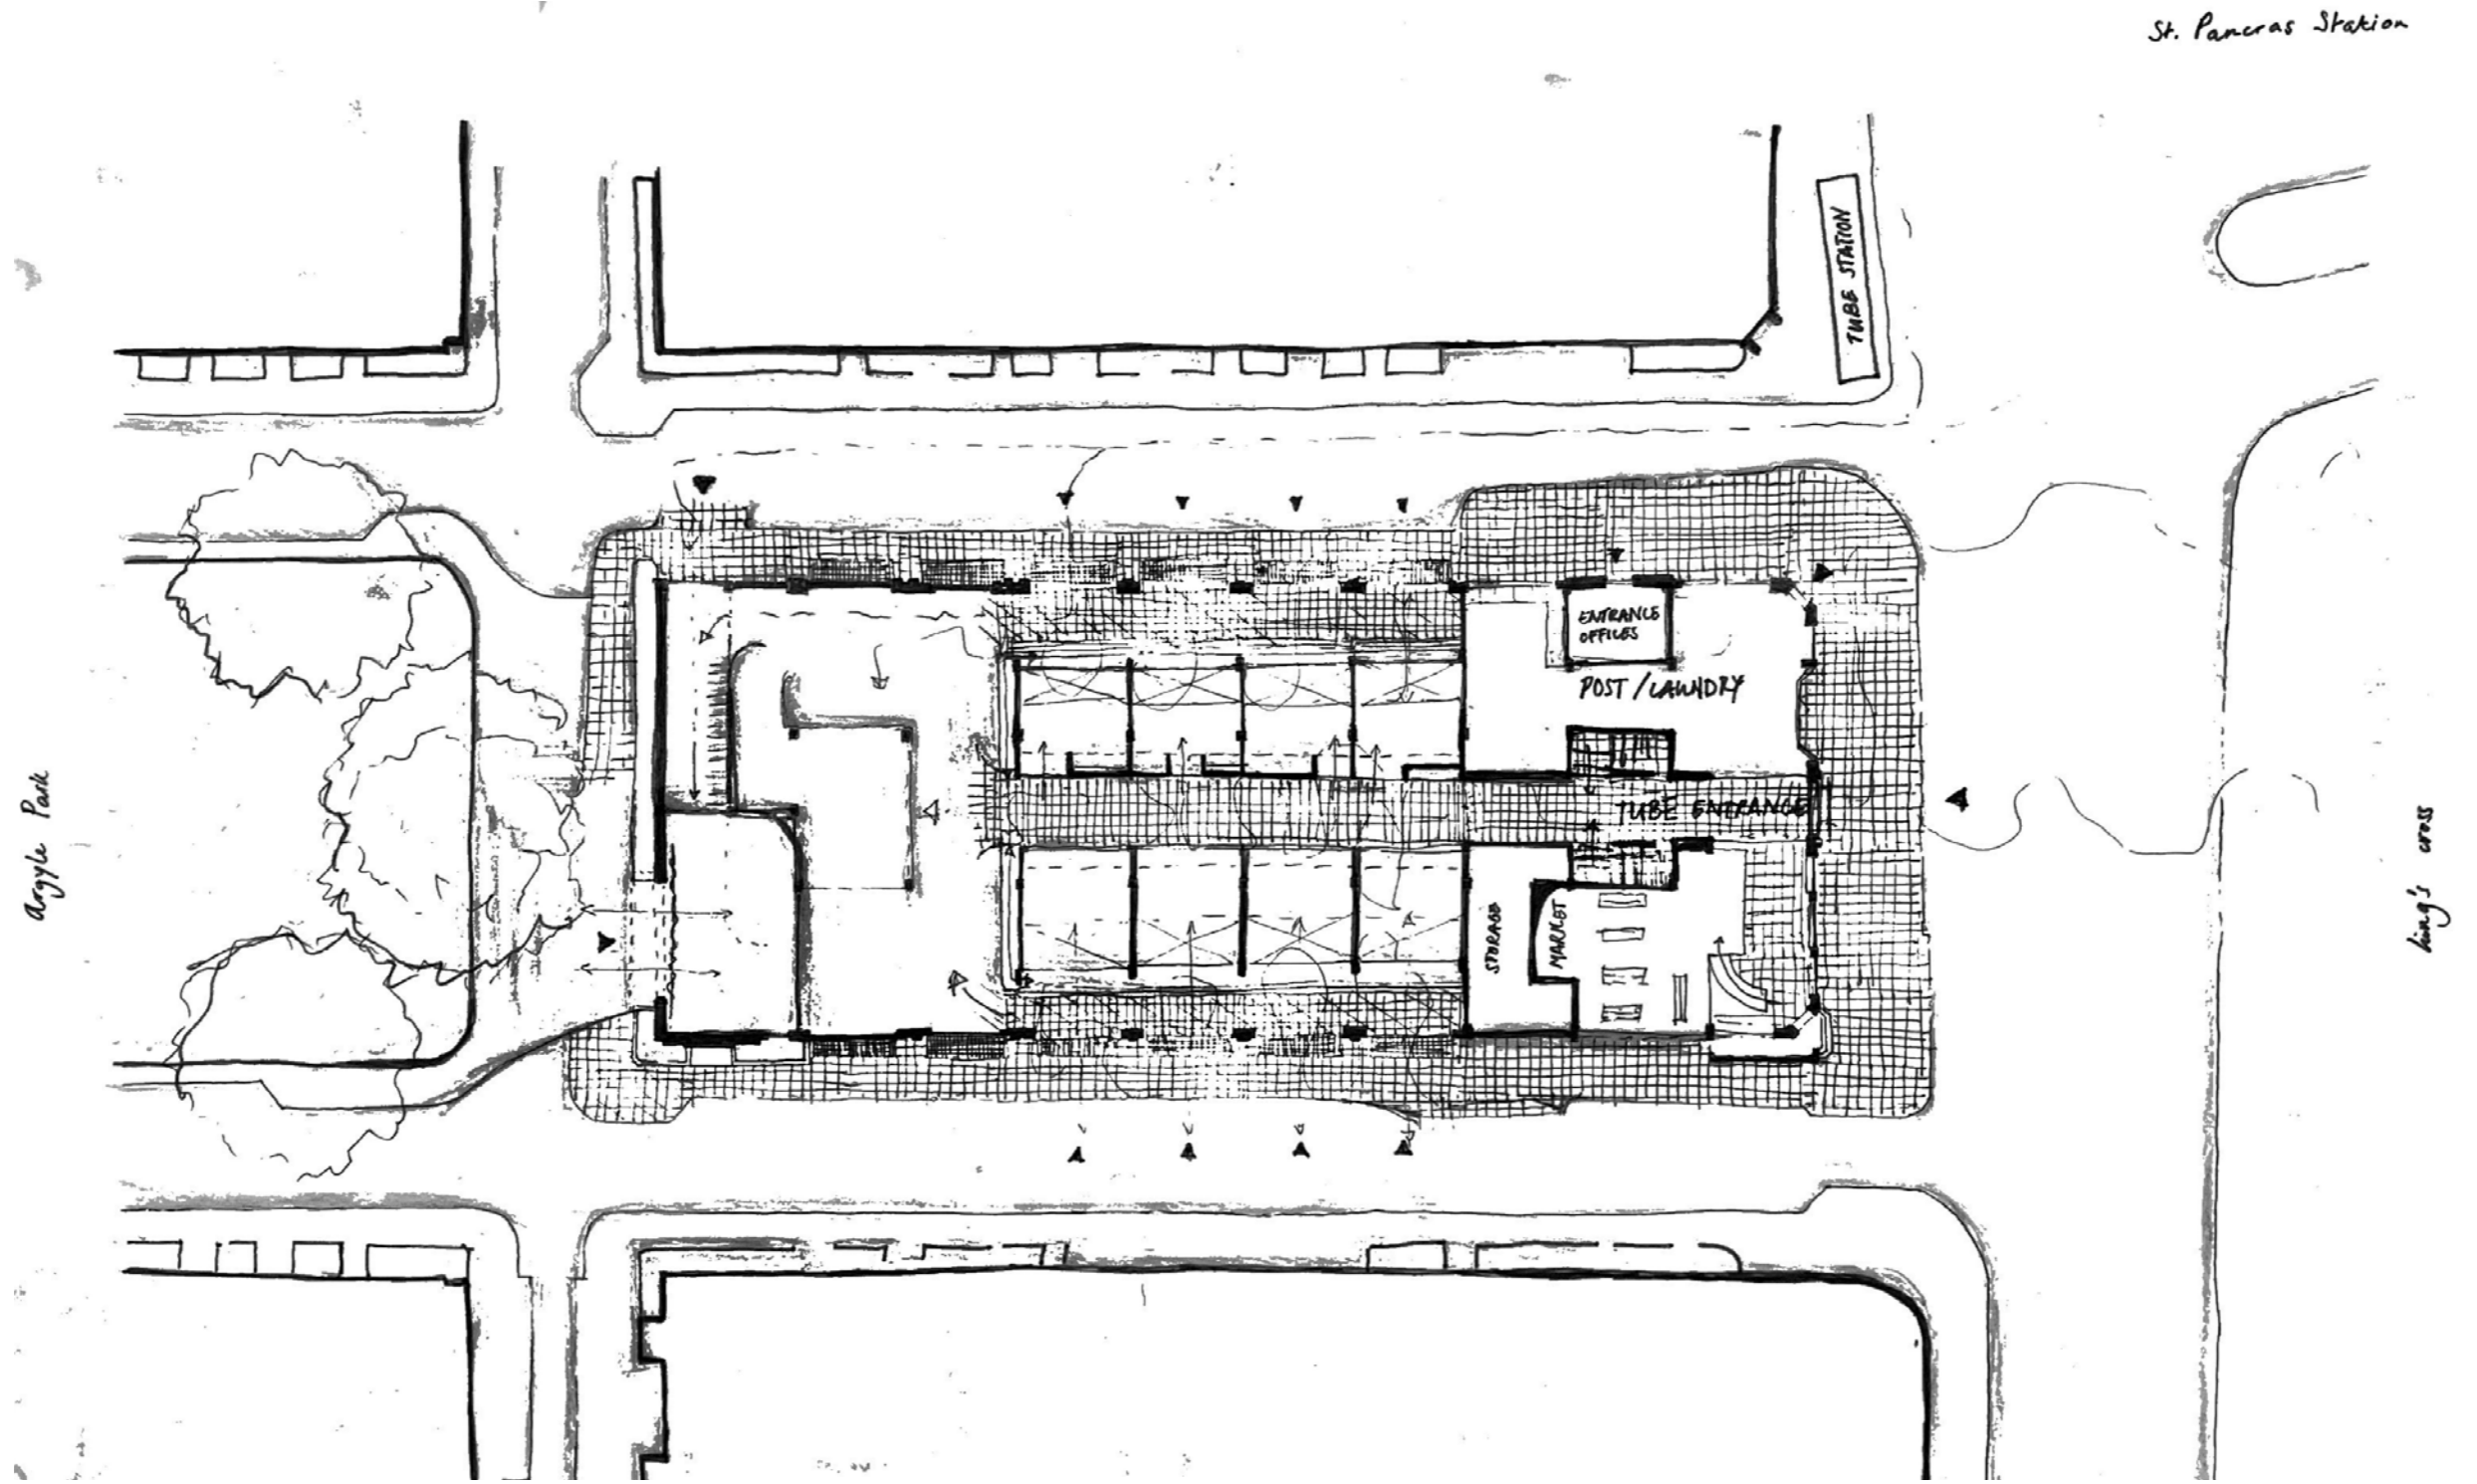 St. Pancras Station
TUBE STATION
ENTRANCE
OFFICES
POST/LAUNDRY
TUBE ENTRANCE
STORAGE
MARKET
Argyle Park
king's cross